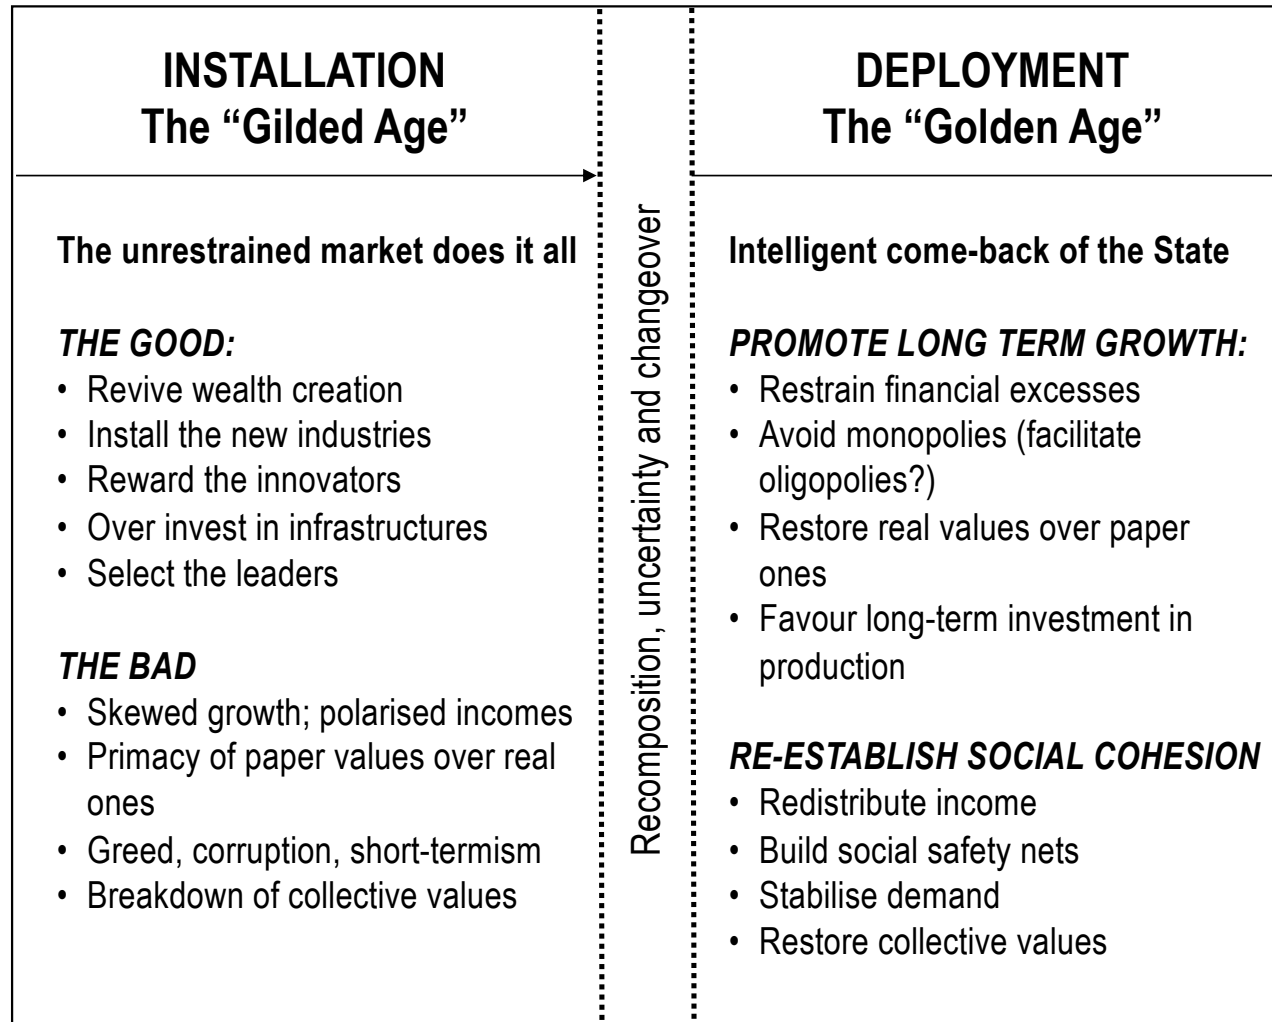 INSTALLATION
The “Gilded Age”
The unrestrained market does it all
THE GOOD:
• Revive wealth creation
• Install the new industries
• Reward the innovators
• Over invest in infrastructures
• Select the leaders
THE BAD
• Skewed growth; polarised incomes
• Primacy of paper values over real
ones
• Greed, corruption, short-termism
• Breakdown of collective values
Recomposition, uncertainty and changeover
DEPLOYMENT
The “Golden Age”
Intelligent come-back of the State
PROMOTE LONG TERM GROWTH:
• Restrain financial excesses
• Avoid monopolies (facilitate
oligopolies?)
• Restore real values over paper
ones
• Favour long-term investment in
production
RE-ESTABLISH SOCIAL COHESION
• Redistribute income
• Build social safety nets
• Stabilise demand
• Restore collective values